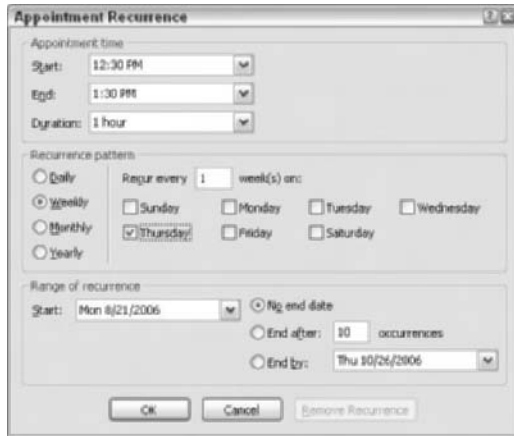 Appointment Recurrence
Appointment time
Start: 12:30 PM
End: 1:30 PM
Duration: 1 hour
Recurrence pattern
Daily
Recur every 1 week(s) on:
Weekly
Sunday Monday Tuesday Wednesday
Monthly
Thursday Friday Saturday
Yearly
Range of recurrence
Start: Mon 8/21/2006
No end date
End after: 10 occurrences
End by: Thu 10/26/2006
OK Cancel Remove Recurrence